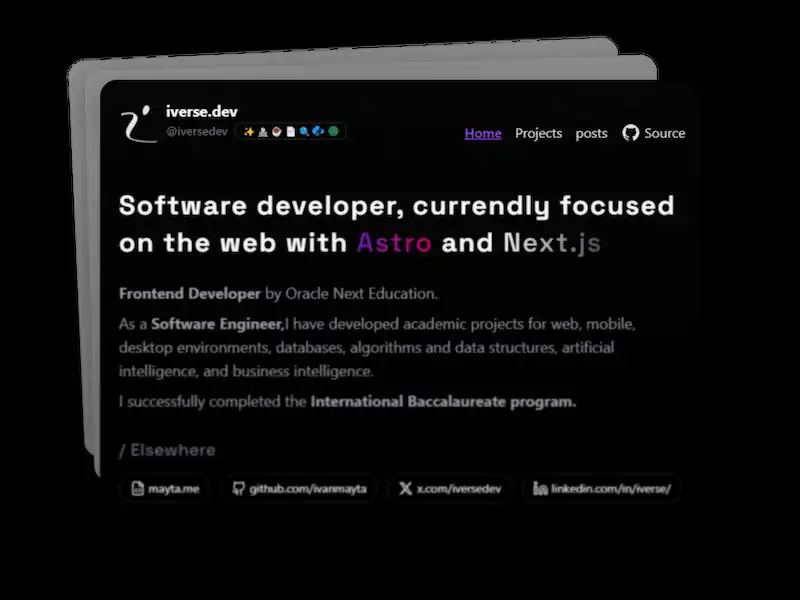 iverse.dev
@iversedev
Home Projects posts Source
Software developer, currendly focused
on the web with Astro and Next.js
Frontend Developer by Oracle Next Education.
As a Software Engineer,I have developed academic projects for web, mobile,
desktop environments, databases, algorithms and data structures, artificial
intelligence, and business intelligence.
I successfully completed the International Baccalaureate program.
/ Elsewhere
mayta.me github.com/ivanmayta x.com/iversedev linkedin.com/in/iverse/